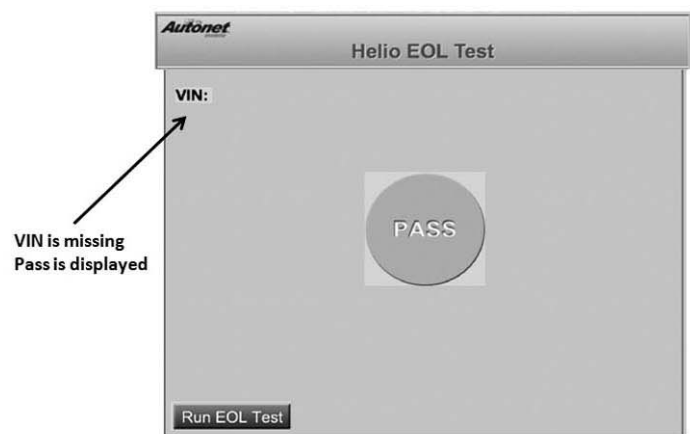 Autonet
Helio EOL Test
VIN:
VIN is missing
Pass is displayed
PASS
Run EOL Test